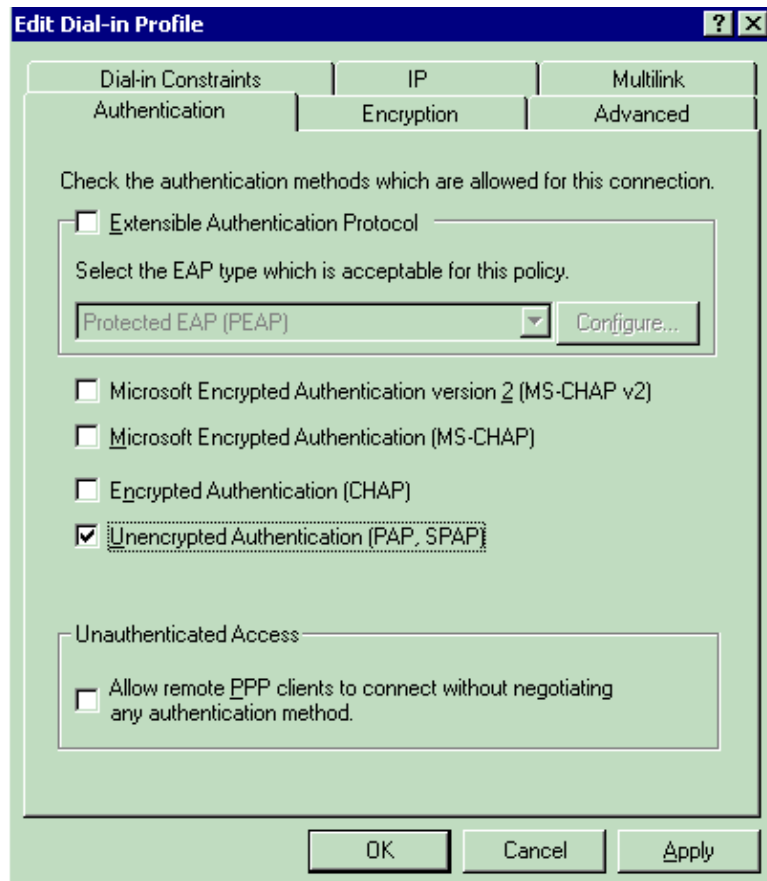 Edit Dial-in Profile
Dial-in Constraints
IP
Multilink
Authentication
Encryption
Advanced
Check the authentication methods which are allowed for this connection.
Extensible Authentication Protocol
Select the EAP type which is acceptable for this policy.
Protected EAP (PEAP)
Configure...
Microsoft Encrypted Authentication version 2 (MS-CHAP v2)
Microsoft Encrypted Authentication (MS-CHAP)
Encrypted Authentication (CHAP)
Unencrypted Authentication (PAP, SPAP)
Unauthenticated Access
Allow remote PPP clients to connect without negotiating
any authentication method.
OK
Cancel
Apply